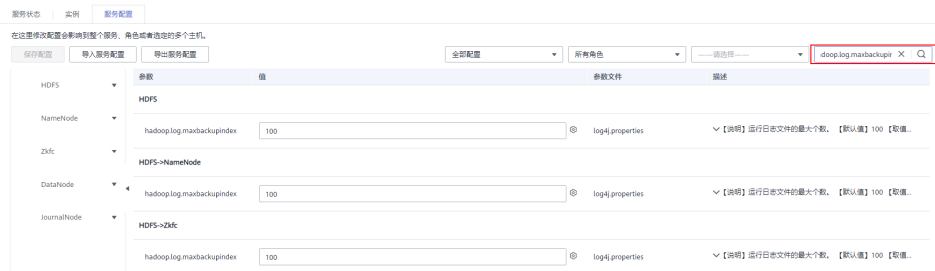 服务状态 实例 服务配置
在这里修改配置会影响到整个服务、角色或者选定的多个主机。
保存配置 导入服务配置 导出服务配置 全部配置 所有角色 ——请选择—— doop.log.maxbackupir
参数 值 参数文件 描述
HDFS
HDFS
hadoop.log.maxbackupindex 100 log4j.properties 【说明】运行日志文件的最大个数。 【默认值】100 【取值...
NameNode
Zkfc
HDFS->NameNode
DataNode
hadoop.log.maxbackupindex 100 log4j.properties 【说明】运行日志文件的最大个数。 【默认值】100 【取值...
JournalNode
HDFS->Zkfc
hadoop.log.maxbackupindex 100 log4j.properties 【说明】运行日志文件的最大个数。 【默认值】100 【取值...